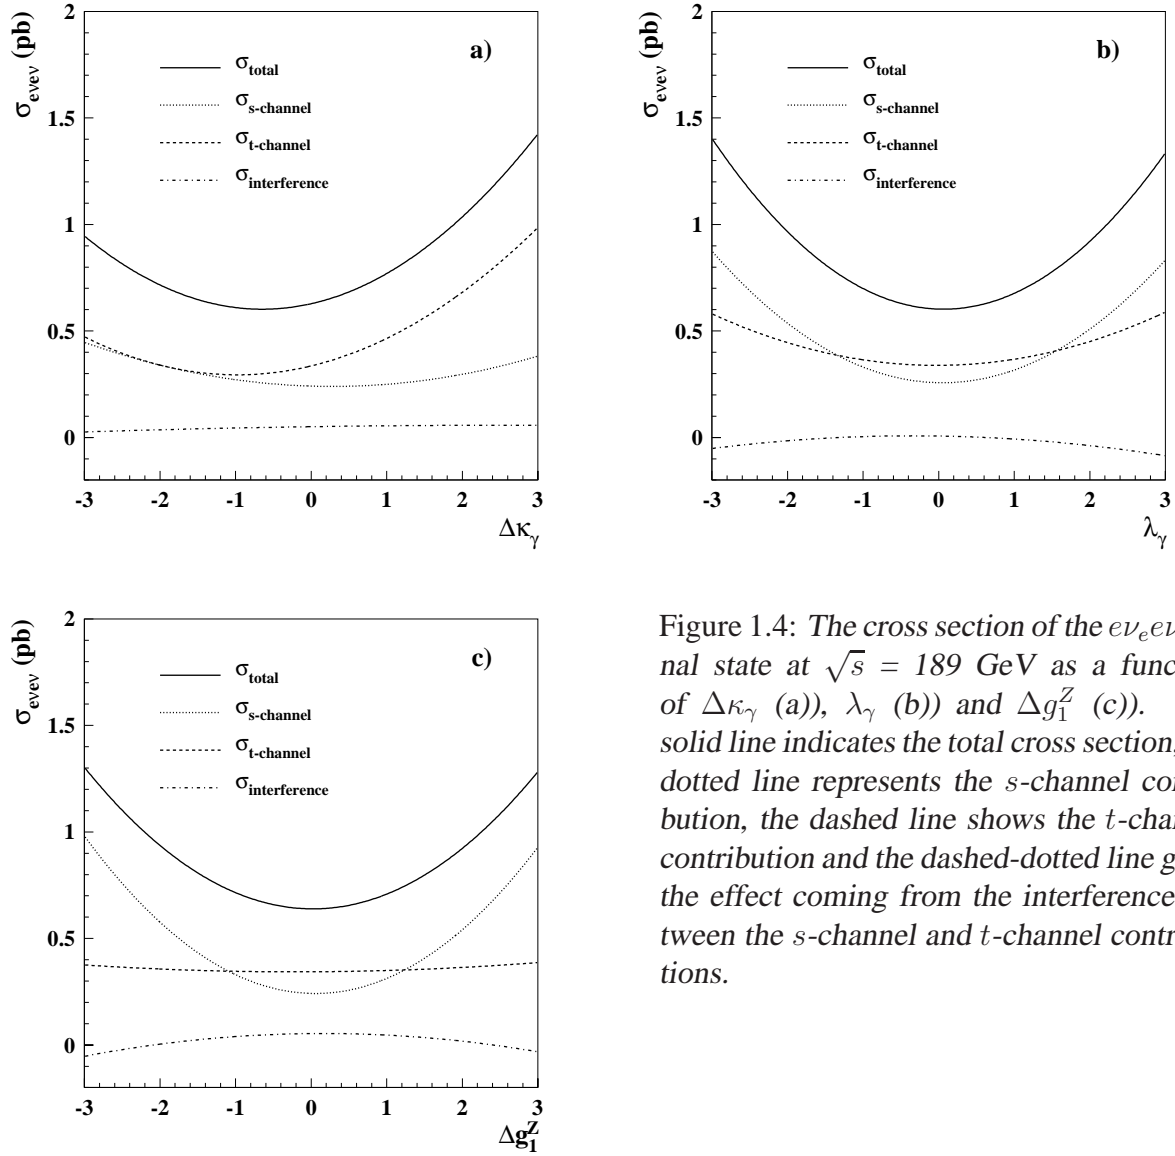 σ_eνeν (pb)
a)
σ_total
σ_s-channel
σ_t-channel
σ_interference
2
1.5
1
0.5
0
-3 -2 -1 0 1 2 3
Δκ_γ
σ_eνeν (pb)
b)
σ_total
σ_s-channel
σ_t-channel
σ_interference
2
1.5
1
0.5
0
-3 -2 -1 0 1 2 3
λ_γ
σ_eνeν (pb)
c)
σ_total
σ_s-channel
σ_t-channel
σ_interference
2
1.5
1
0.5
0
-3 -2 -1 0 1 2 3
Δg_1^Z
Figure 1.4: The cross section of the eν_e eν
nal state at √s = 189 GeV as a func
of Δκ_γ (a)), λ_γ (b)) and Δg_1^Z (c)).
solid line indicates the total cross section,
dotted line represents the s-channel con
bution, the dashed line shows the t-chan
contribution and the dashed-dotted line g
the effect coming from the interference
tween the s-channel and t-channel contr
tions.